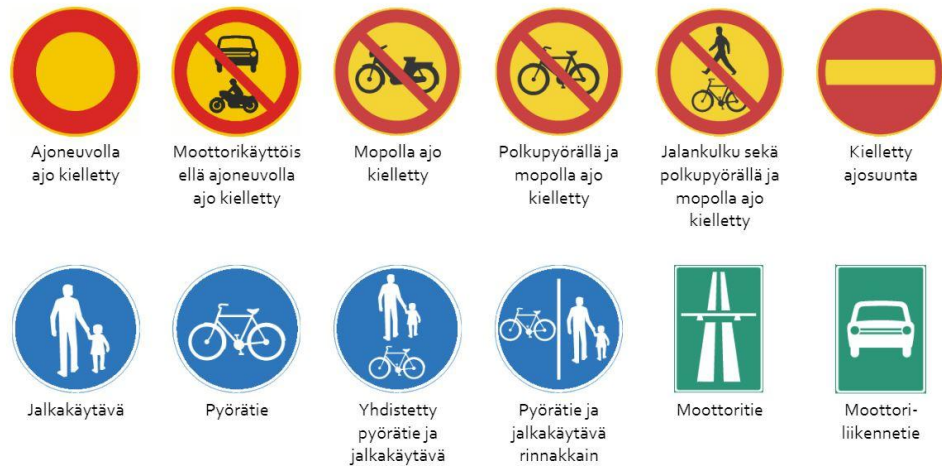 Ajoneuvolla
ajo kielletty
Moottorikäyttöis
ellä ajoneuvolla
ajo kielletty
Mopolla ajo
kielletty
Polkupyörällä ja
mopolla ajo
kielletty
Jalankulku sekä
polkupyörällä ja
mopolla ajo
kielletty
Kielletty
ajosuunta
Jalkakäytävä
Pyörätie
Yhdistetty
pyörätie ja
jalkakäytävä
Pyörätie ja
jalkakäytävä
rinnakkain
Moottoritie
Moottori-
liikennetie